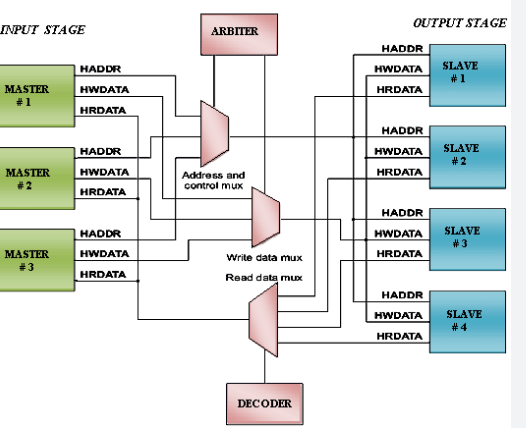 INPUT STAGE
OUTPUT STAGE
ARBITER
MASTER
# 1
HADDR
HWDATA
HRDATA
MASTER
# 2
HADDR
HWDATA
HRDATA
MASTER
# 3
HADDR
HWDATA
HRDATA
Address and
control mux
Write data mux
Read data mux
DECODER
HADDR
HWDATA
HRDATA
SLAVE
# 1
HADDR
HWDATA
HRDATA
SLAVE
# 2
HADDR
HWDATA
HRDATA
SLAVE
# 3
HADDR
HWDATA
HRDATA
SLAVE
# 4